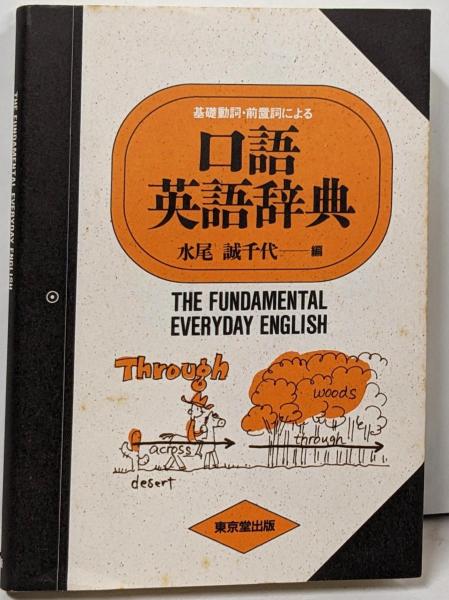 基礎動詞・前置詞による
口語
英語辞典
水尾 誠千代──編
THE FUNDAMENTAL
EVERYDAY ENGLISH
Through
woods
across
through
desert
東京堂出版
THE FUNDAMENTAL EVERYDAY ENGLISH